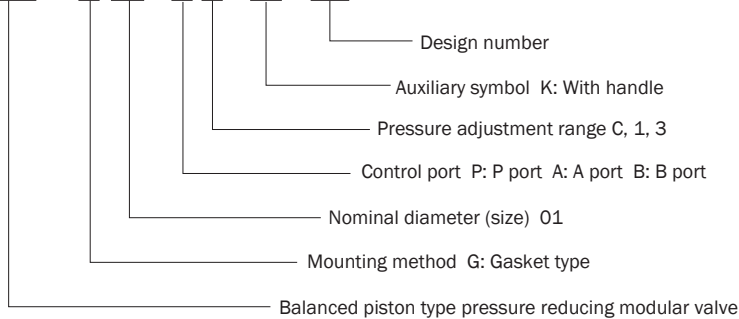 Design number
Auxiliary symbol K: With handle
Pressure adjustment range C, 1, 3
Control port P: P port A: A port B: B port
Nominal diameter (size) 01
Mounting method G: Gasket type
Balanced piston type pressure reducing modular valve